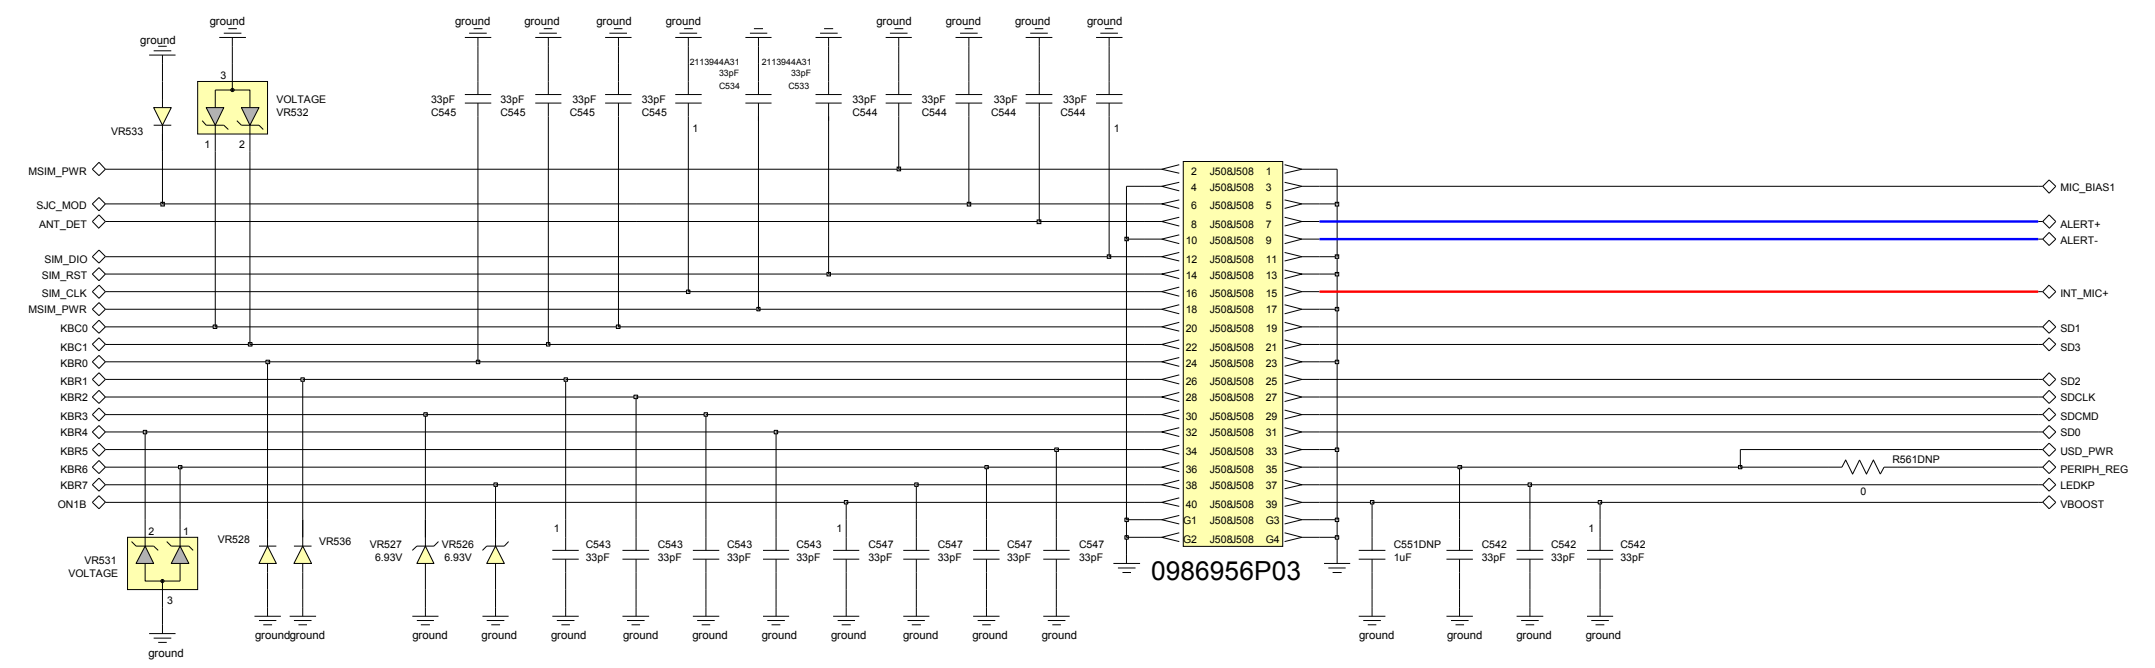 ground
ground ground ground ground ground ground ground ground
ground
3
VOLTAGE
VR532
VR533
1 2
33pF
C545
33pF
C545
33pF
C545
33pF
C545
1
2113944A31
33pF
C534
2113944A31
33pF
C533
33pF
C544
33pF
C544
33pF
C544
33pF
C544
1
MSIM_PWR 2 J508J508 1
4 J508J508 3 MIC_BIAS1
SJC_MOD 6 J508J508 5
ANT_DET 8 J508J508 7 ALERT+
10 J508J508 9 ALERT-
SIM_DIO 12 J508J508 11
SIM_RST 14 J508J508 13
SIM_CLK 16 J508J508 15 INT_MIC+
MSIM_PWR 18 J508J508 17
KBC0 20 J508J508 19 SD1
KBC1 22 J508J508 21 SD3
KBR0 24 J508J508 23
KBR1 26 J508J508 25 SD2
KBR2 28 J508J508 27 SDCLK
KBR3 30 J508J508 29 SDCMD
KBR4 32 J508J508 31 SD0
KBR5 34 J508J508 33 USD_PWR
KBR6 36 J508J508 35 R561DNP PERIPH_REG
KBR7 38 J508J508 37 LEDKP
0
ON1B 40 J508J508 39 VBOOST
G1 J508J508 G3
G2 J508J508 G4
2 1
VR531
VOLTAGE
3
VR528
VR536
VR527
6.93V
VR526
6.93V
1
C543
33pF
C543
33pF
C543
33pF
C543
33pF
1
C547
33pF
C547
33pF
C547
33pF
C547
33pF
0986956P03
C551DNP
1uF
C542
33pF
C542
33pF
1
C542
33pF
groundground ground ground ground ground ground ground ground ground ground ground ground ground ground ground
ground